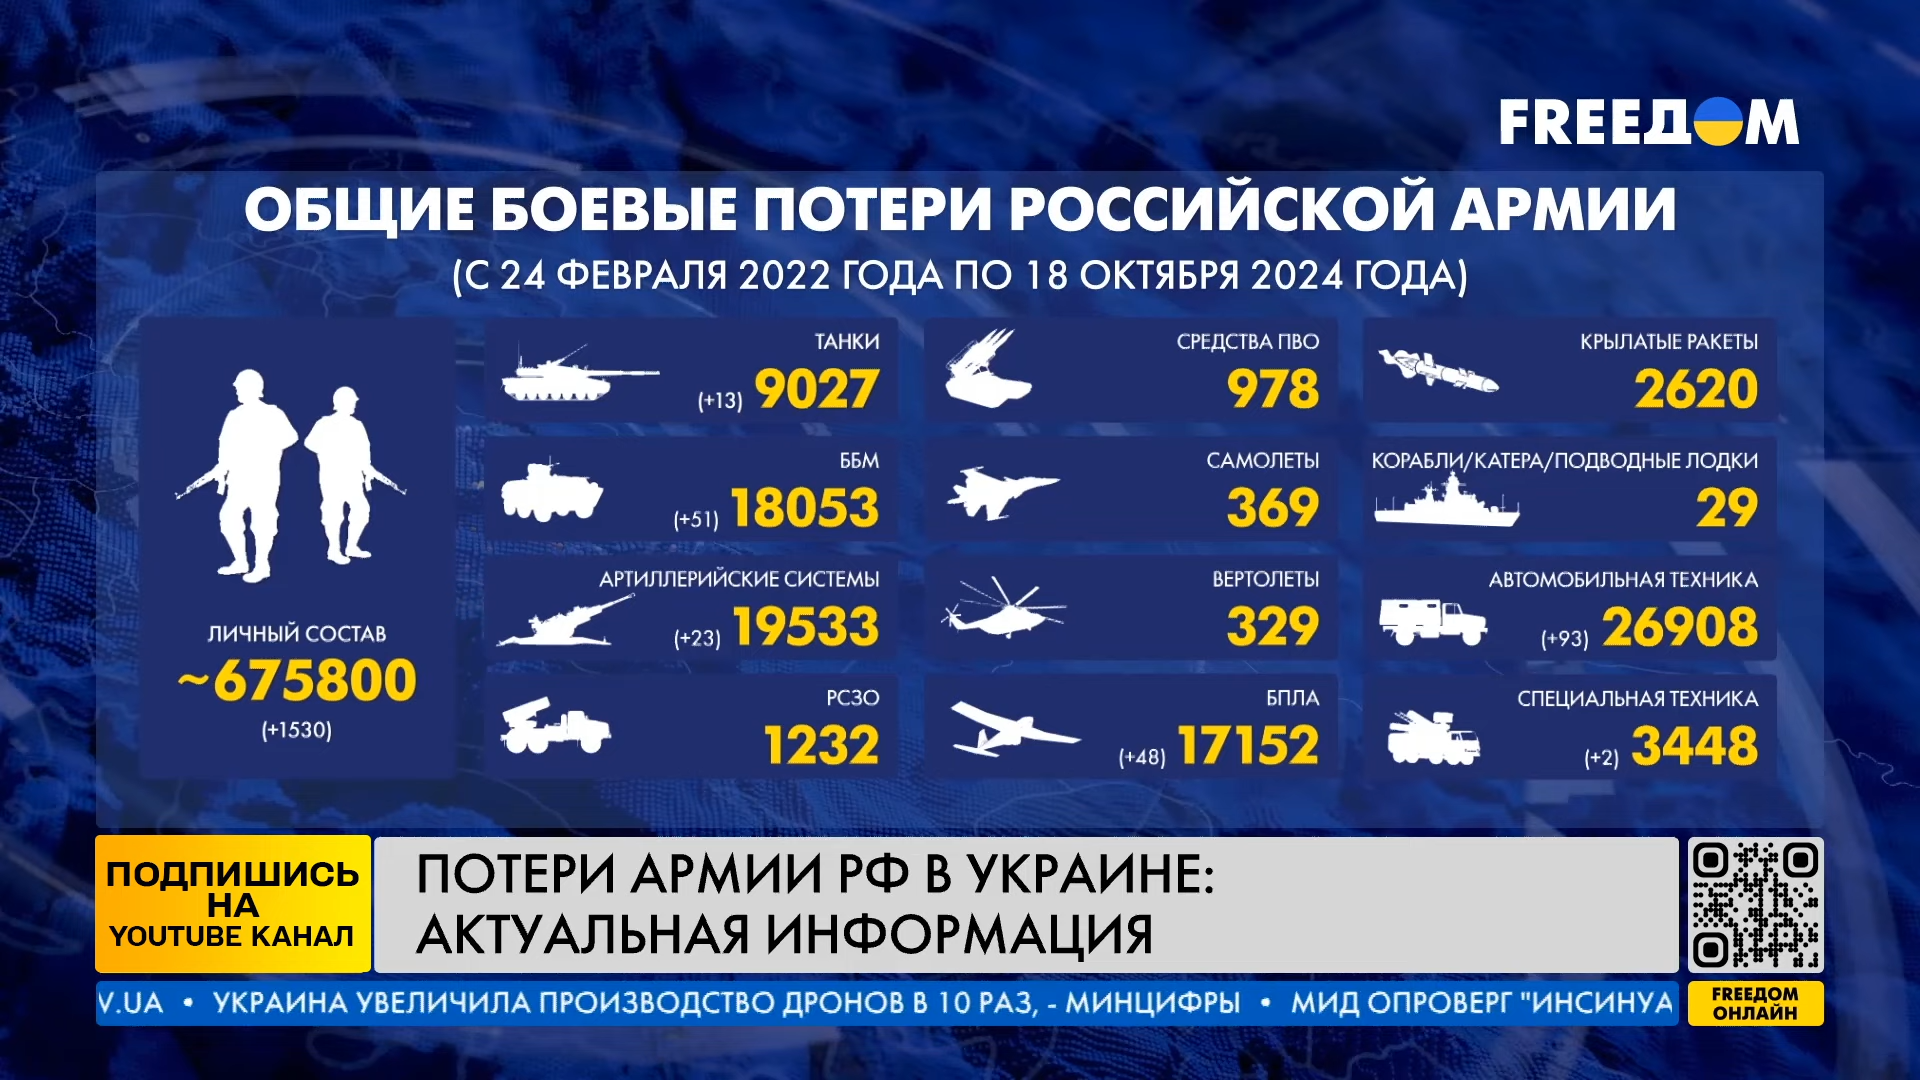 FREEДOM
ОБЩИЕ БОЕВЫЕ ПОТЕРИ РОССИЙСКОЙ АРМИИ
(С 24 ФЕВРАЛЯ 2022 ГОДА ПО 18 ОКТЯБРЯ 2024 ГОДА)
ЛИЧНЫЙ СОСТАВ
~675800
(+1530)
ТАНКИ
(+13) 9027
ББМ
(+51) 18053
АРТИЛЛЕРИЙСКИЕ СИСТЕМЫ
(+23) 19533
РСЗО
1232
СРЕДСТВА ПВО
978
САМОЛЕТЫ
369
ВЕРТОЛЕТЫ
329
БПЛА
(+48) 17152
КРЫЛАТЫЕ РАКЕТЫ
2620
КОРАБЛИ/КАТЕРА/ПОДВОДНЫЕ ЛОДКИ
29
АВТОМОБИЛЬНАЯ ТЕХНИКА
(+93) 26908
СПЕЦИАЛЬНАЯ ТЕХНИКА
(+2) 3448
ПОДПИШИСЬ
НА
YOUTUBE КАНАЛ
ПОТЕРИ АРМИИ РФ В УКРАИНЕ:
АКТУАЛЬНАЯ ИНФОРМАЦИЯ
V.UA • УКРАИНА УВЕЛИЧИЛА ПРОИЗВОДСТВО ДРОНОВ В 10 РАЗ, - МИНЦИФРЫ • МИД ОПРОВЕРГ "ИНСИНУА
FREEДOM
ОНЛАЙН